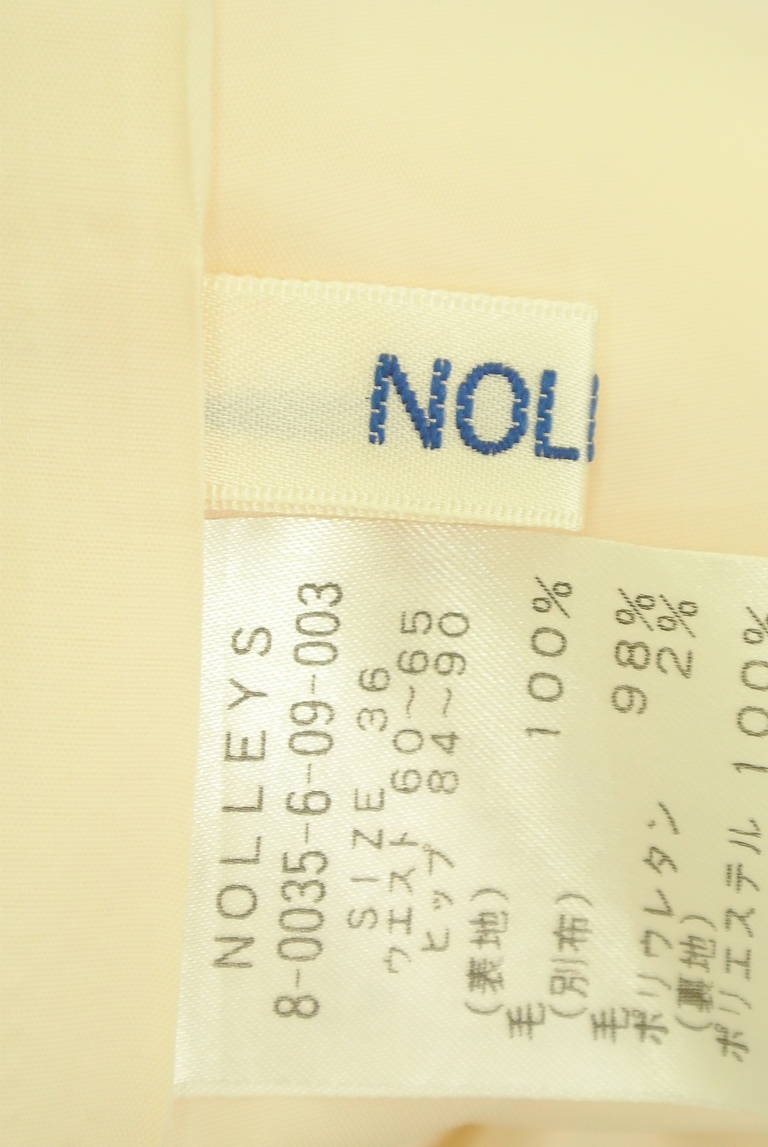 NOL
NOLLEYS
8-0035-6-09-003
SIZE 36
ウエスト 60~65
ヒップ 84~90
(表地)
毛 100%
(別布)
毛 98%
ポリウレタン 2%
(裏地)
ポリエステル 100%